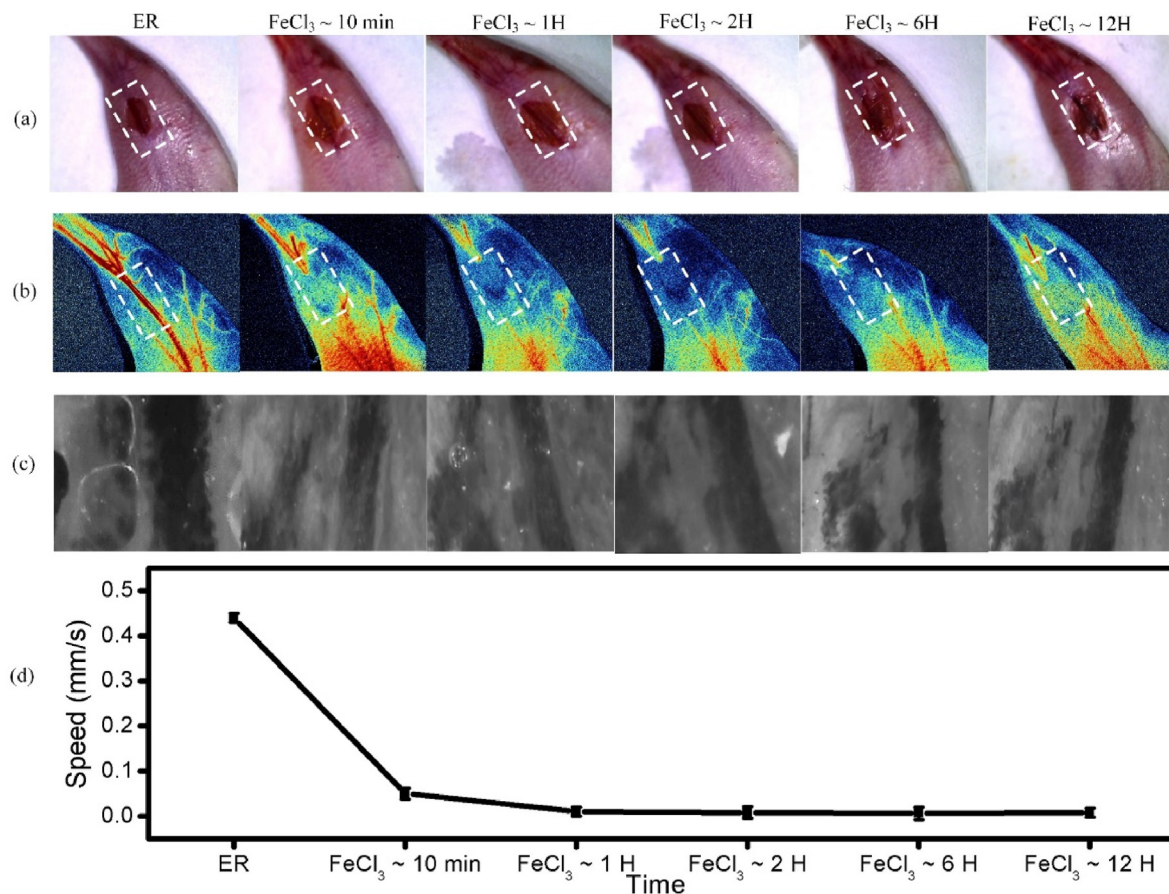 ER FeCl₃ ~ 10 min FeCl₃ ~ 1H FeCl₃ ~ 2H FeCl₃ ~ 6H FeCl₃ ~ 12H
(a)
(b)
(c)
(d)
Speed (mm/s)
0.5
0.4
0.3
0.2
0.1
0.0
ER FeCl₃ ~ 10 min FeCl₃ ~ 1 H FeCl₃ ~ 2 H FeCl₃ ~ 6 H FeCl₃ ~ 12 H
Time